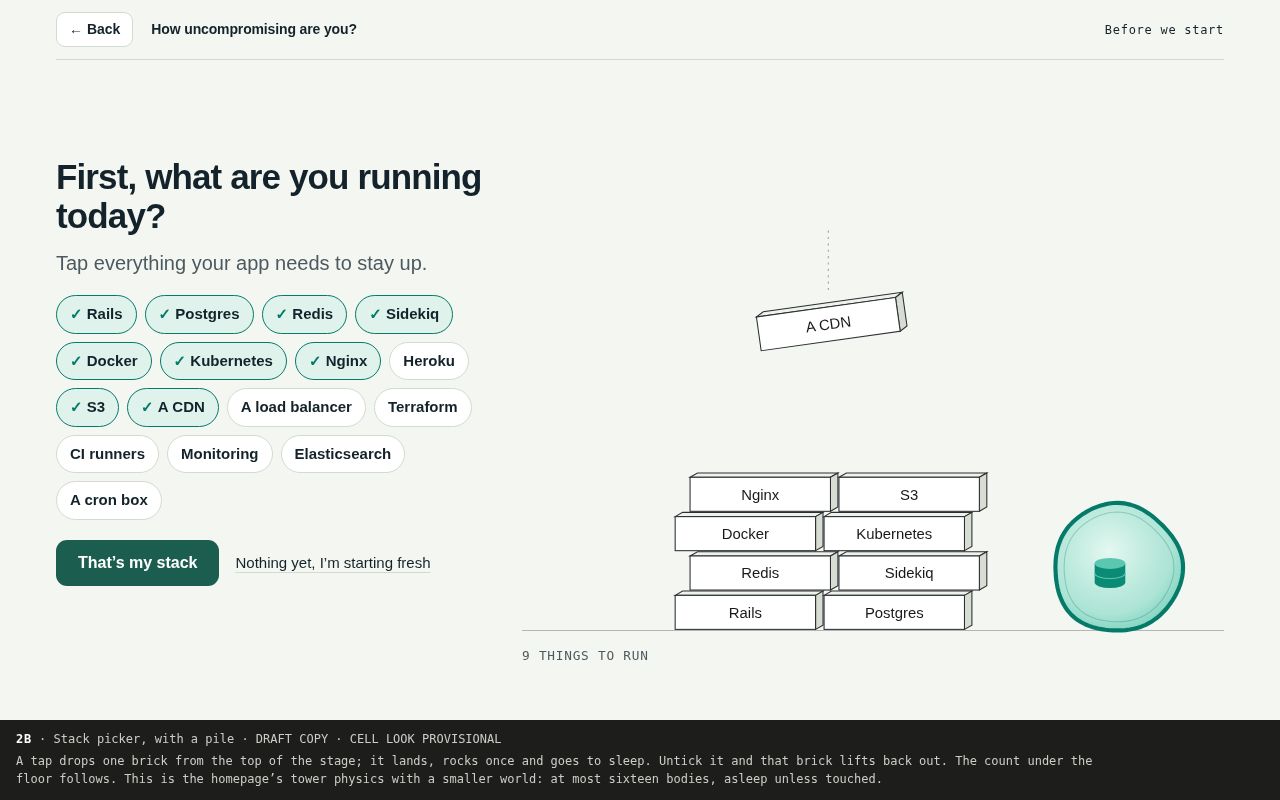 ← Back
How uncompromising are you?
Before we start
First, what are you running
today?
Tap everything your app needs to stay up.
✓ Rails
✓ Postgres
✓ Redis
✓ Sidekiq
✓ Docker
✓ Kubernetes
✓ Nginx
Heroku
✓ S3
✓ A CDN
A load balancer
Terraform
CI runners
Monitoring
Elasticsearch
A cron box
That’s my stack
Nothing yet, I’m starting fresh
A CDN
Nginx
S3
Docker
Kubernetes
Redis
Sidekiq
Rails
Postgres
9 THINGS TO RUN
2B · Stack picker, with a pile · DRAFT COPY · CELL LOOK PROVISIONAL
A tap drops one brick from the top of the stage; it lands, rocks once and goes to sleep. Untick it and that brick lifts back out. The count under the
floor follows. This is the homepage’s tower physics with a smaller world: at most sixteen bodies, asleep unless touched.